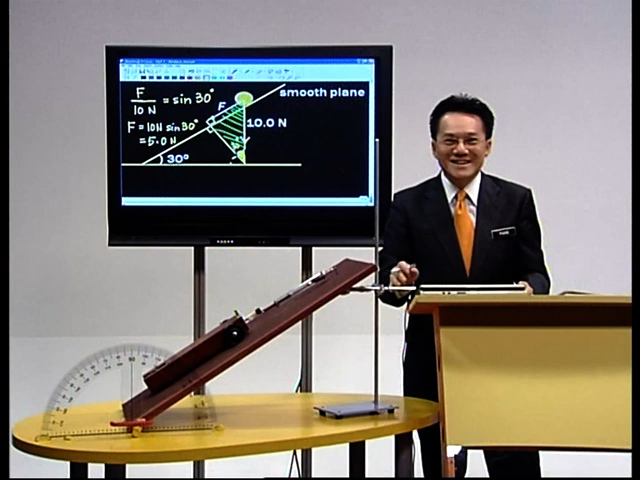 F
10 N = sin 30°
F = 10N sin 30°
= 5.0 N
F
smooth plane
10.0 N
30°